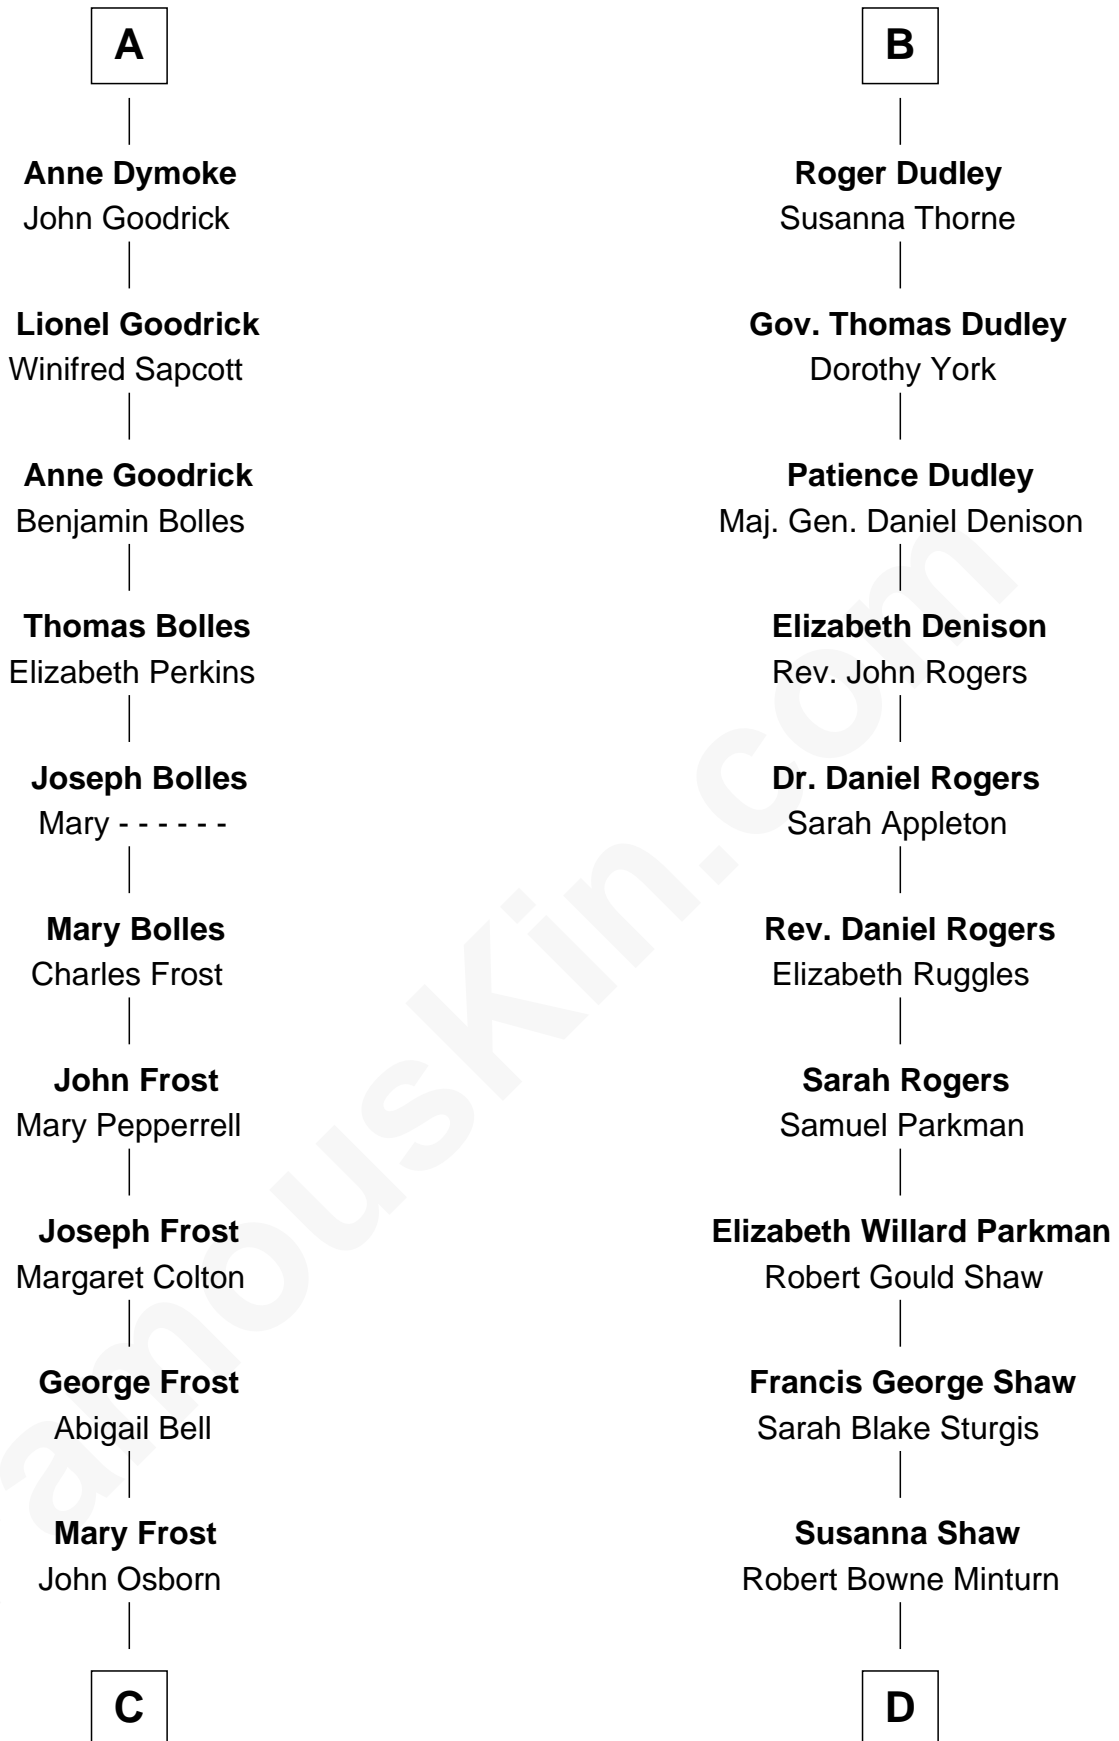 A
Anne Dymoke
John Goodrick
Lionel Goodrick
Winifred Sapcott
Anne Goodrick
Benjamin Bolles
Thomas Bolles
Elizabeth Perkins
Joseph Bolles
Mary - - - - - -
Mary Bolles
Charles Frost
John Frost
Mary Pepperrell
Joseph Frost
Margaret Colton
George Frost
Abigail Bell
Mary Frost
John Osborn
C
B
Roger Dudley
Susanna Thorne
Gov. Thomas Dudley
Dorothy York
Patience Dudley
Maj. Gen. Daniel Denison
Elizabeth Denison
Rev. John Rogers
Dr. Daniel Rogers
Sarah Appleton
Rev. Daniel Rogers
Elizabeth Ruggles
Sarah Rogers
Samuel Parkman
Elizabeth Willard Parkman
Robert Gould Shaw
Francis George Shaw
Sarah Blake Sturgis
Susanna Shaw
Robert Bowne Minturn
D
amousKin.com